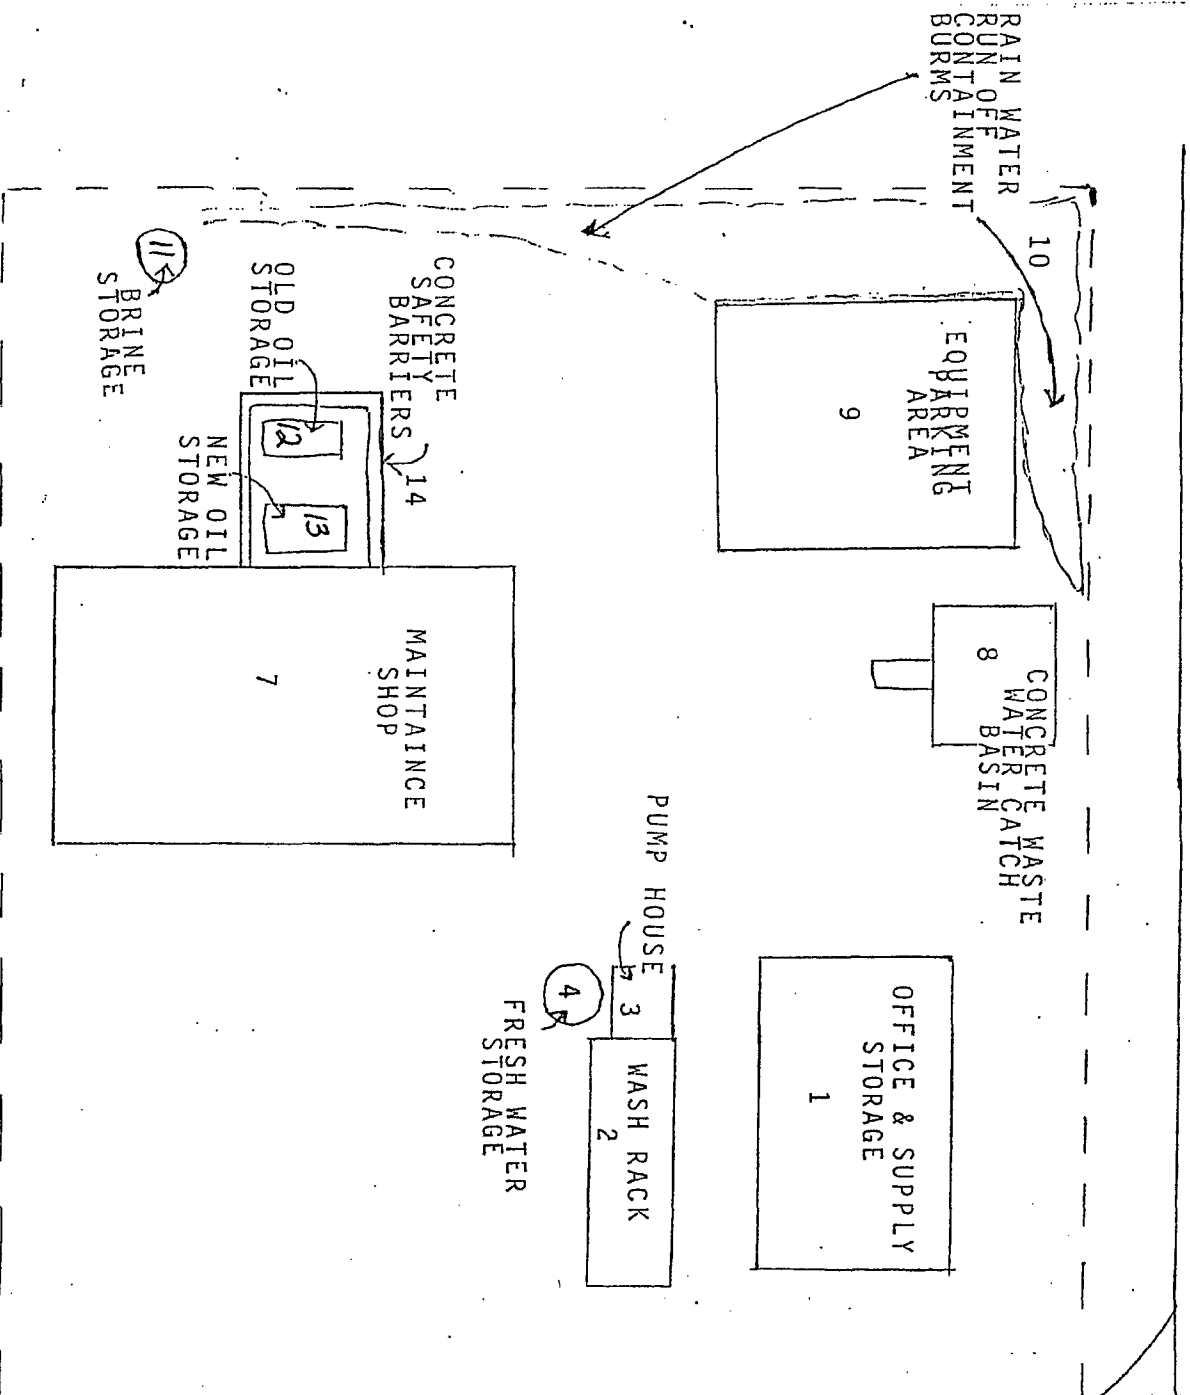 RAIN WATER
RUN OFF
CONTAINMENT
BURMS
10
EQUIPMENT
PARKING
AREA
9
CONCRETE WASTE
WATER CATCH
BASIN
8
OFFICE & SUPPLY
STORAGE
1
PUMP HOUSE
3
WASH RACK
2
4
FRESH WATER
STORAGE
CONCRETE
SAFETY
BARRIERS
14
OLD OIL
STORAGE
12
13
NEW OIL
STORAGE
11
BRINE
STORAGE
MAINTAINCE
SHOP
7